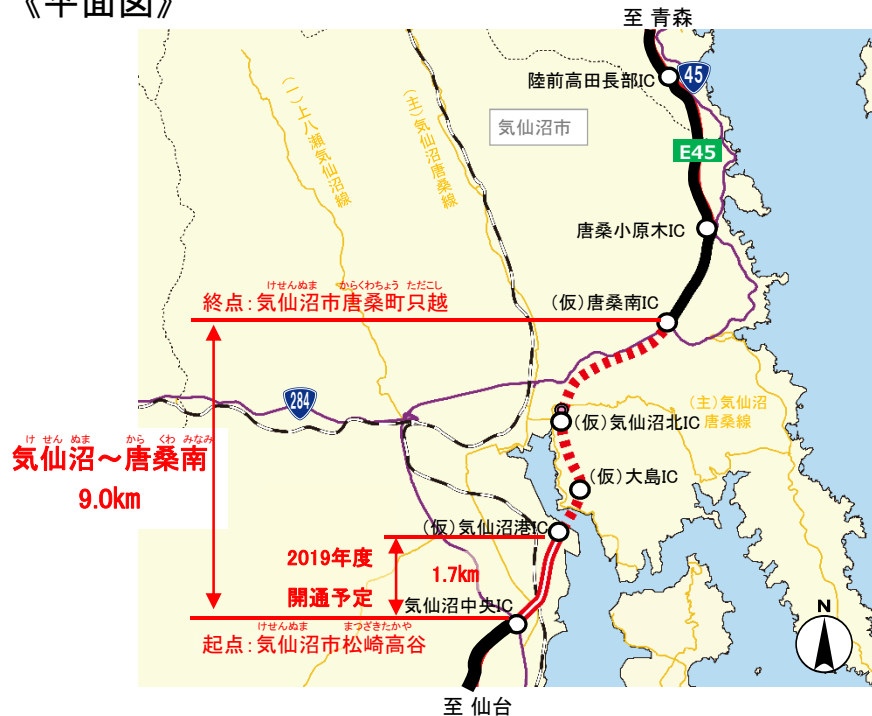 《平面図》
至 青森
陸前高田長部IC
45
(一)上八瀬気仙沼線
(主)気仙沼唐桑線
気仙沼市
E45
唐桑小原木IC
けせんぬま からくわちょう ただこし
終点:気仙沼市唐桑町只越
(仮)唐桑南IC
284
(主)気仙沼
唐桑線
(仮)気仙沼北IC
けせんぬま からくわみなみ
気仙沼~唐桑南
9.0km
(仮)大島IC
(仮)気仙沼港IC
2019年度
開通予定
1.7km
気仙沼中央IC
けせんぬま まつざきたかや
起点:気仙沼市松崎高谷
N
至 仙台